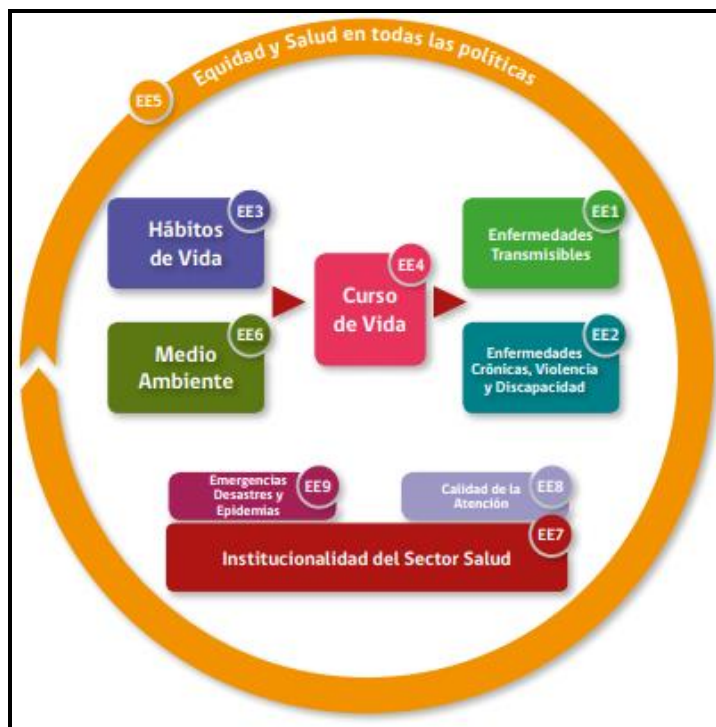 Equidad y Salud en todas las políticas
EE5
EE3
Hábitos
de Vida
EE6
Medio
Ambiente
EE4
Curso
de Vida
EE1
Enfermedades
Transmisibles
EE2
Enfermedades
Crônicas, Violencia
y Discapacidad
Emergencias
Desastres y
Epidemias
EE9
Calidad de la
Atención
EE8
EE7
Institucionalidad del Sector Salud